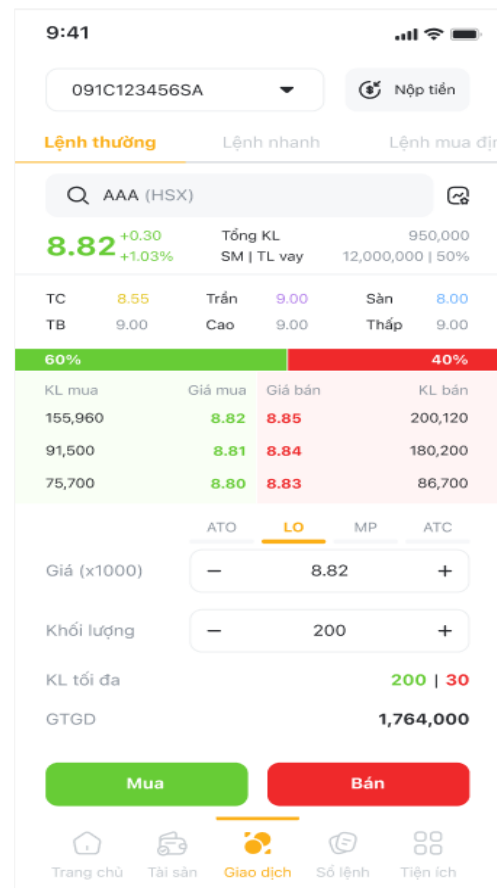 9:41
091C123456SA Nộp tiền
Lệnh thường Lệnh nhanh Lệnh mua địn
AAA (HSX)
8.82 +0.30 Tổng KL 950,000
+1.03% SM | TL vay 12,000,000 | 50%
TC 8.55 Trần 9.00 Sàn 8.00
TB 9.00 Cao 9.00 Thấp 9.00
60% 40%
KL mua Giá mua Giá bán KL bán
155,960 8.82 8.85 200,120
91,500 8.81 8.84 180,200
75,700 8.80 8.83 86,700
ATO LO MP ATC
Giá (x1000) − 8.82 +
Khối lượng − 200 +
KL tối đa 200 | 30
GTGD 1,764,000
Mua Bán
Trang chủ Tài sản Giao dịch Sổ lệnh Tiện ích